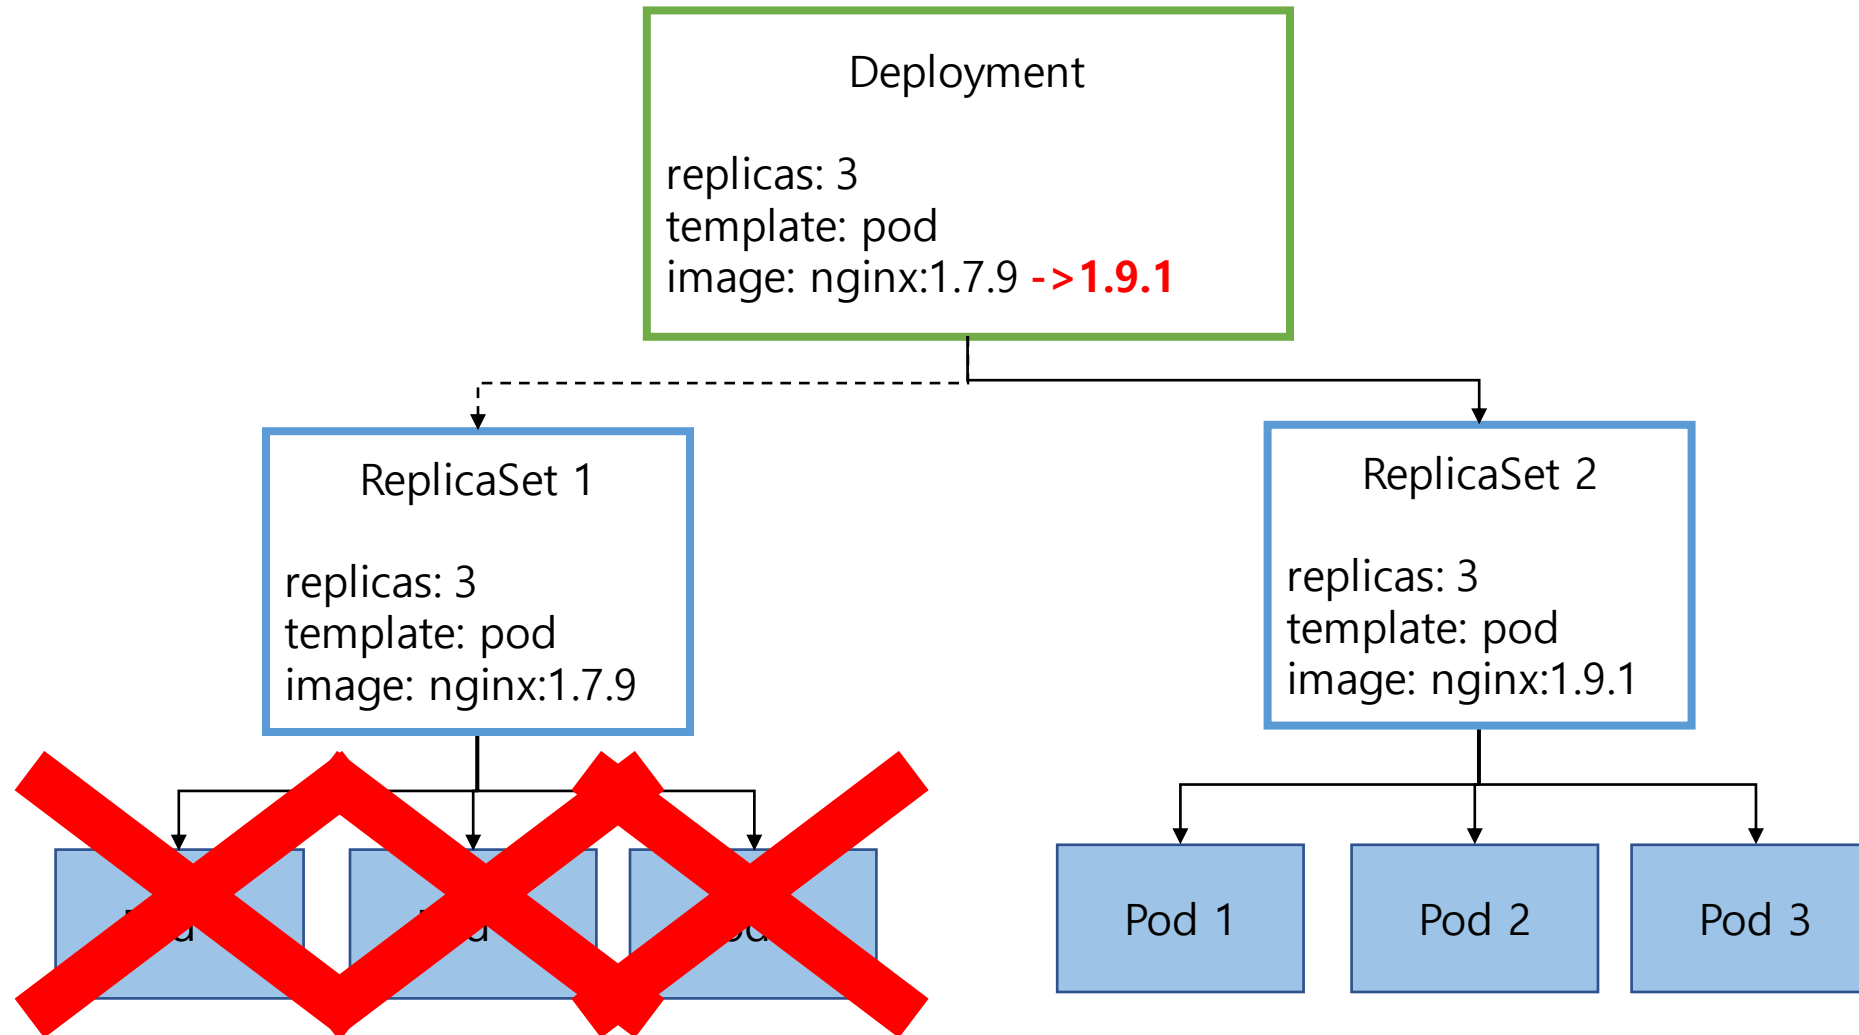 Deployment
replicas: 3
template: pod
image: nginx:1.7.9 ->1.9.1
ReplicaSet 1
replicas: 3
template: pod
image: nginx:1.7.9
ReplicaSet 2
replicas: 3
template: pod
image: nginx:1.9.1
Pod 1
Pod 2
Pod 3